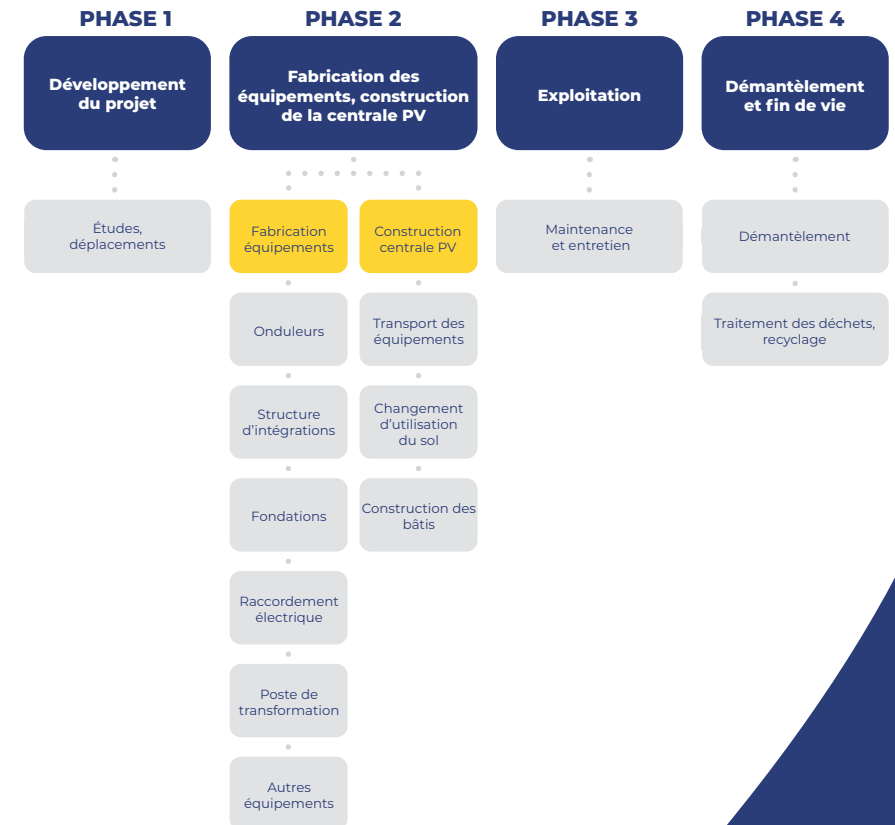 PHASE 1
Développement
du projet
Études,
déplacements
PHASE 2
Fabrication des
équipements, construction
de la centrale PV
Fabrication
équipements
Onduleurs
Structure
d'intégrations
Fondations
Raccordement
électrique
Poste de
transformation
Autres
équipements
Construction
centrale PV
Transport des
équipements
Changement
d'utilisation
du sol
Construction des
bâtis
PHASE 3
Exploitation
Maintenance
et entretien
PHASE 4
Démantèlement
et fin de vie
Démantèlement
Traitement des déchets,
recyclage